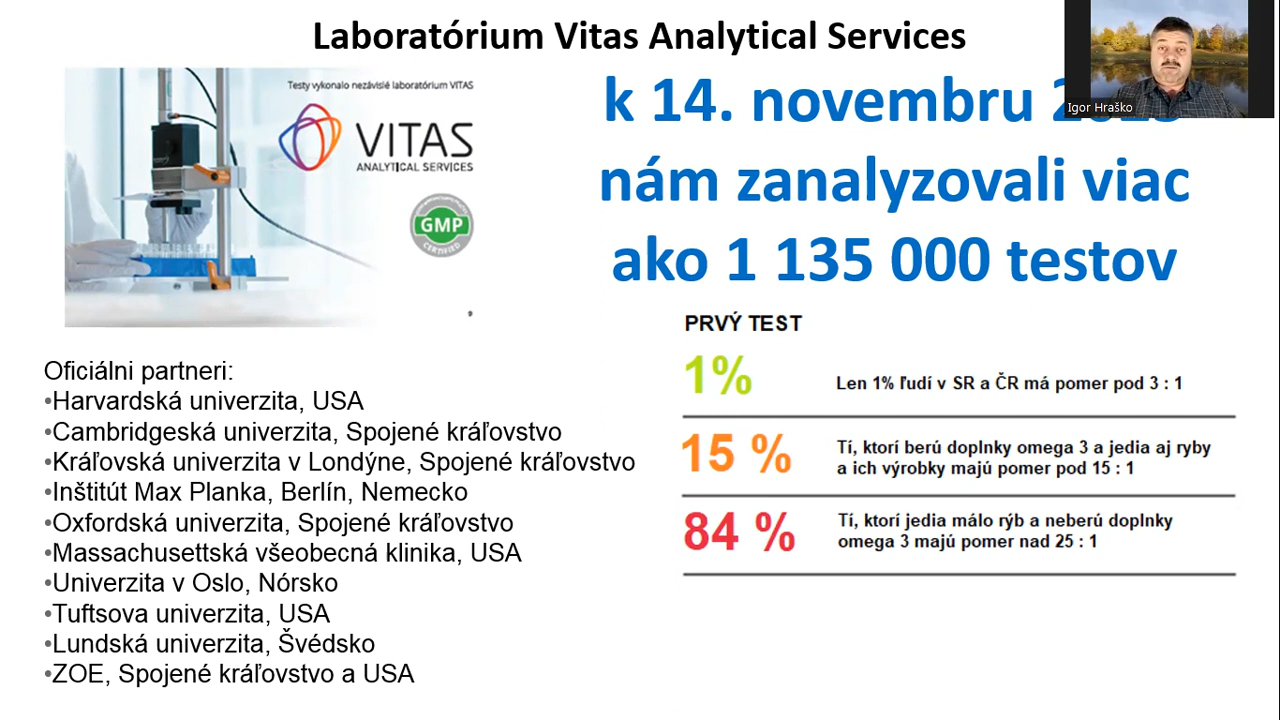 Laboratórium Vitas Analytical Services
Testy vykonalo nezávislé laboratórium VITAS
VITAS
ANALYTICAL SERVICES
GMP
CERTIFIED
k 14. novembru
nám zanalyzovali viac
ako 1 135 000 testov
Igor Hraško
Oficiálni partneri:
•Harvardská univerzita, USA
•Cambridgeská univerzita, Spojené kráľovstvo
•Kráľovská univerzita v Londýne, Spojené kráľovstvo
•Inštitút Max Planka, Berlín, Nemecko
•Oxfordská univerzita, Spojené kráľovstvo
•Massachusettská všeobecná klinika, USA
•Univerzita v Oslo, Nórsko
•Tuftsova univerzita, USA
•Lundská univerzita, Švédsko
•ZOE, Spojené kráľovstvo a USA
PRVÝ TEST
1%
Len 1% ľudí v SR a ČR má pomer pod 3 : 1
15 %
Tí, ktorí berú doplnky omega 3 a jedia aj ryby
a ich výrobky majú pomer pod 15 : 1
84 %
Tí, ktorí jedia málo rýb a neberú doplnky
omega 3 majú pomer nad 25 : 1